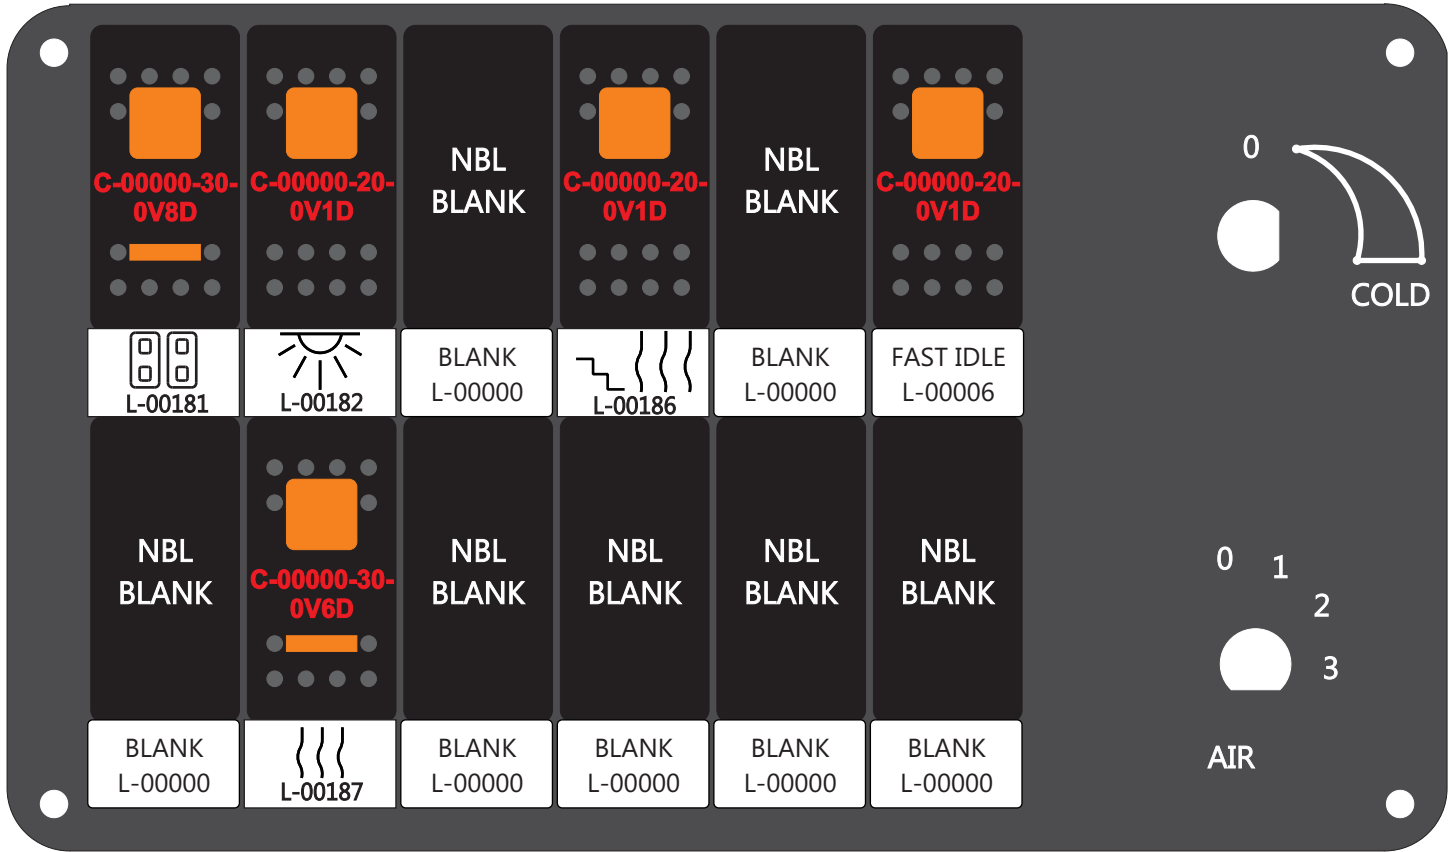 C-00000-30-
0V8D
C-00000-20-
0V1D
NBL
BLANK
C-00000-20-
0V1D
NBL
BLANK
C-00000-20-
0V1D
L-00181
L-00182
BLANK
L-00000
L-00186
BLANK
L-00000
FAST IDLE
L-00006
0
COLD
NBL
BLANK
C-00000-30-
0V6D
NBL
BLANK
NBL
BLANK
NBL
BLANK
NBL
BLANK
BLANK
L-00000
L-00187
BLANK
L-00000
BLANK
L-00000
BLANK
L-00000
BLANK
L-00000
0
1
2
3
AIR